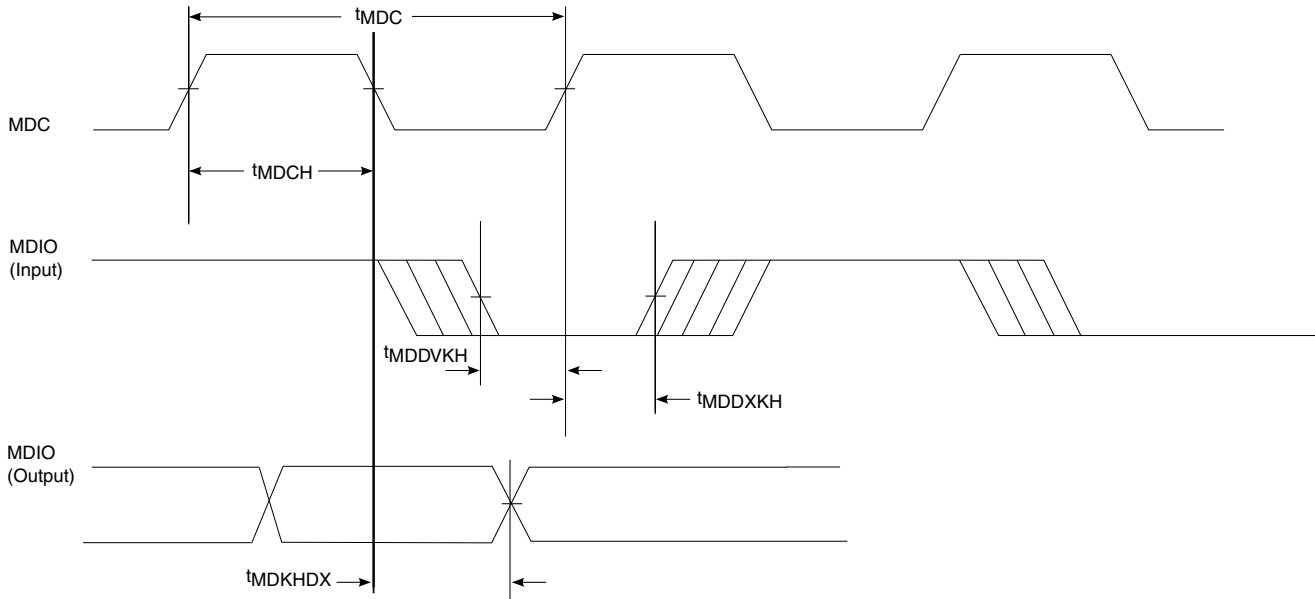 tMDC
MDC
tMDCH
MDIO
(Input)
tMDDVKH
tMDDXKH
MDIO
(Output)
tMDKHDX